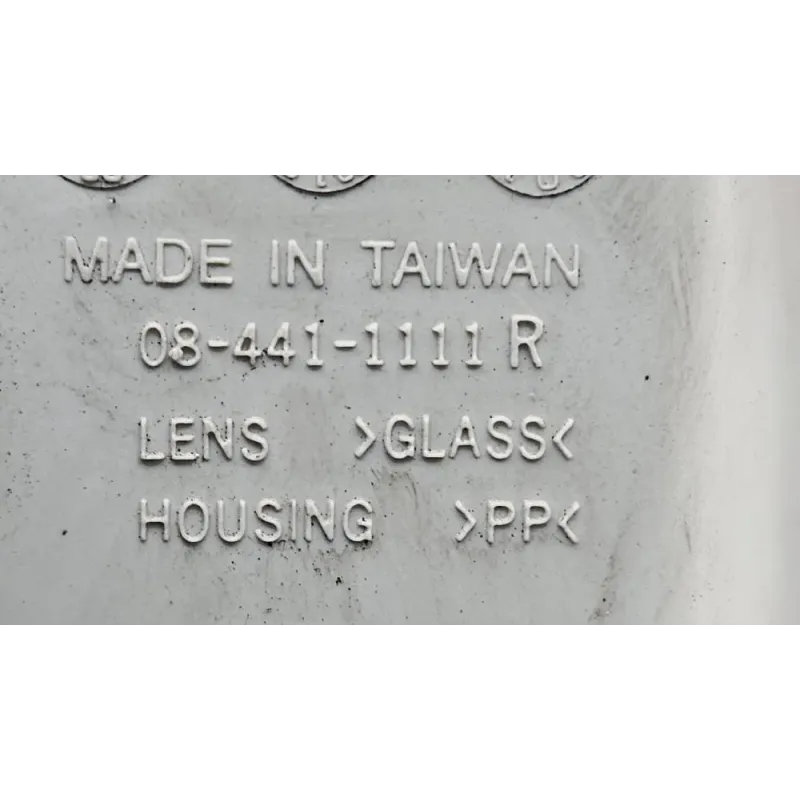 MADE IN TAIWAN
08-441-1111 R
LENS >GLASS<
HOUSING >PP<